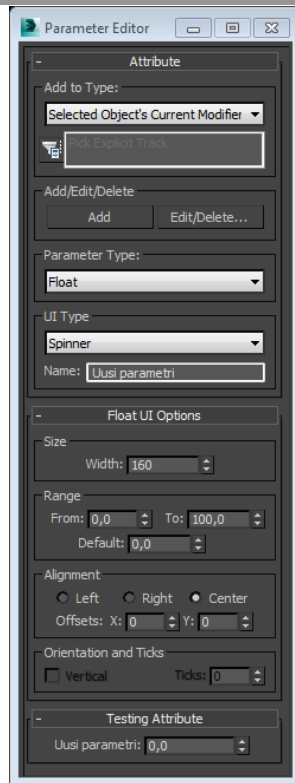 Parameter Editor
- Attribute
Add to Type:
Selected Object's Current Modifier
Pick Explicit Track
Add/Edit/Delete
Add Edit/Delete...
Parameter Type:
Float
UI Type
Spinner
Name: Uusi parametri
- Float UI Options
Size
Width: 160
Range
From: 0,0 To: 100,0
Default: 0,0
Alignment
Left Right Center
Offsets: X: 0 Y: 0
Orientation and Ticks
Vertical Ticks: 0
- Testing Attribute
Uusi parametri: 0,0